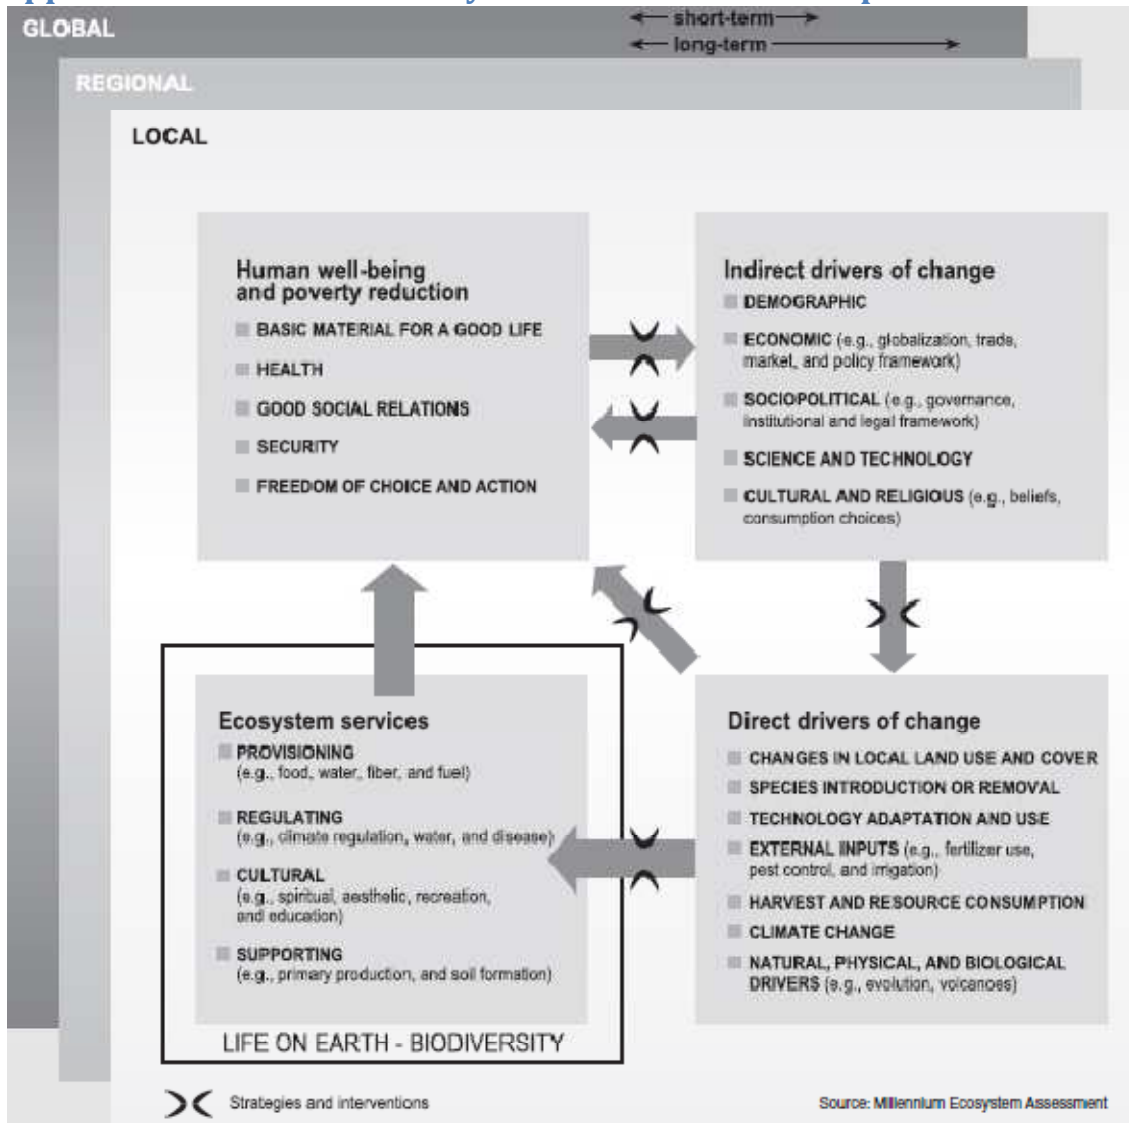 GLOBAL
short-term
long-term
REGIONAL
LOCAL
Human well-being
and poverty reduction
BASIC MATERIAL FOR A GOOD LIFE
HEALTH
GOOD SOCIAL RELATIONS
SECURITY
FREEDOM OF CHOICE AND ACTION
Indirect drivers of change
DEMOGRAPHIC
ECONOMIC (e.g., globalization, trade,
market, and policy framework)
SOCIOPOLITICAL (e.g., governance,
institutional and legal framework)
SCIENCE AND TECHNOLOGY
CULTURAL AND RELIGIOUS (e.g., beliefs,
consumption choices)
Ecosystem services
PROVISIONING
(e.g., food, water, fiber, and fuel)
REGULATING
(e.g., climate regulation, water, and disease)
CULTURAL
(e.g., spiritual, aesthetic, recreation,
and education)
SUPPORTING
(e.g., primary production, and soil formation)
LIFE ON EARTH - BIODIVERSITY
Direct drivers of change
CHANGES IN LOCAL LAND USE AND COVER
SPECIES INTRODUCTION OR REMOVAL
TECHNOLOGY ADAPTATION AND USE
EXTERNAL INPUTS (e.g., fertilizer use,
pest control, and irrigation)
HARVEST AND RESOURCE CONSUMPTION
CLIMATE CHANGE
NATURAL, PHYSICAL, AND BIOLOGICAL
DRIVERS (e.g., evolution, volcanoes)
Strategies and interventions
Source: Millennium Ecosystem Assessment